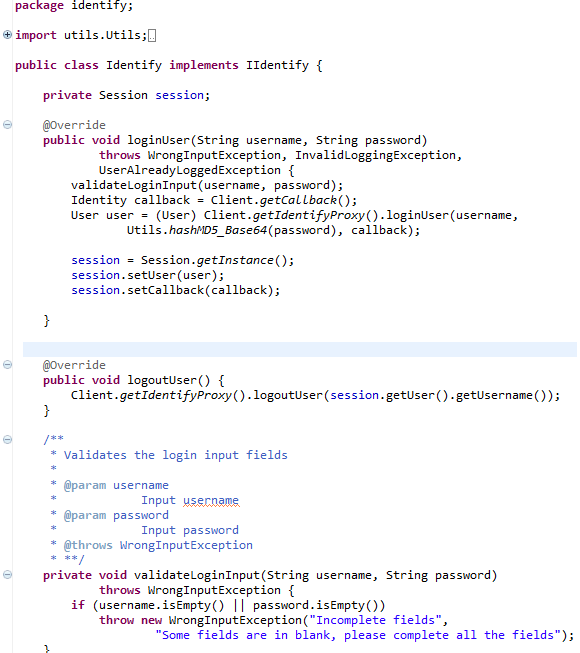 package identify;
import utils.Utils;
public class Identify implements IIdentify {
private Session session;
@Override
public void loginUser(String username, String password)
throws WrongInputException, InvalidLoggingException,
UserAlreadyLoggedException {
validateLoginInput(username, password);
Identity callback = Client.getCallback();
User user = (User) Client.getIdentifyProxy().loginUser(username,
Utils.hashMD5_Base64(password), callback);
session = Session.getInstance();
session.setUser(user);
session.setCallback(callback);
}
@Override
public void logoutUser() {
Client.getIdentifyProxy().logoutUser(session.getUser().getUsername());
}
/**
* Validates the login input fields
*
* @param username
* Input username
* @param password
* Input password
* @throws WrongInputException
* **/
private void validateLoginInput(String username, String password)
throws WrongInputException {
if (username.isEmpty() || password.isEmpty())
throw new WrongInputException("Incomplete fields",
"Some fields are in blank, please complete all the fields");
}